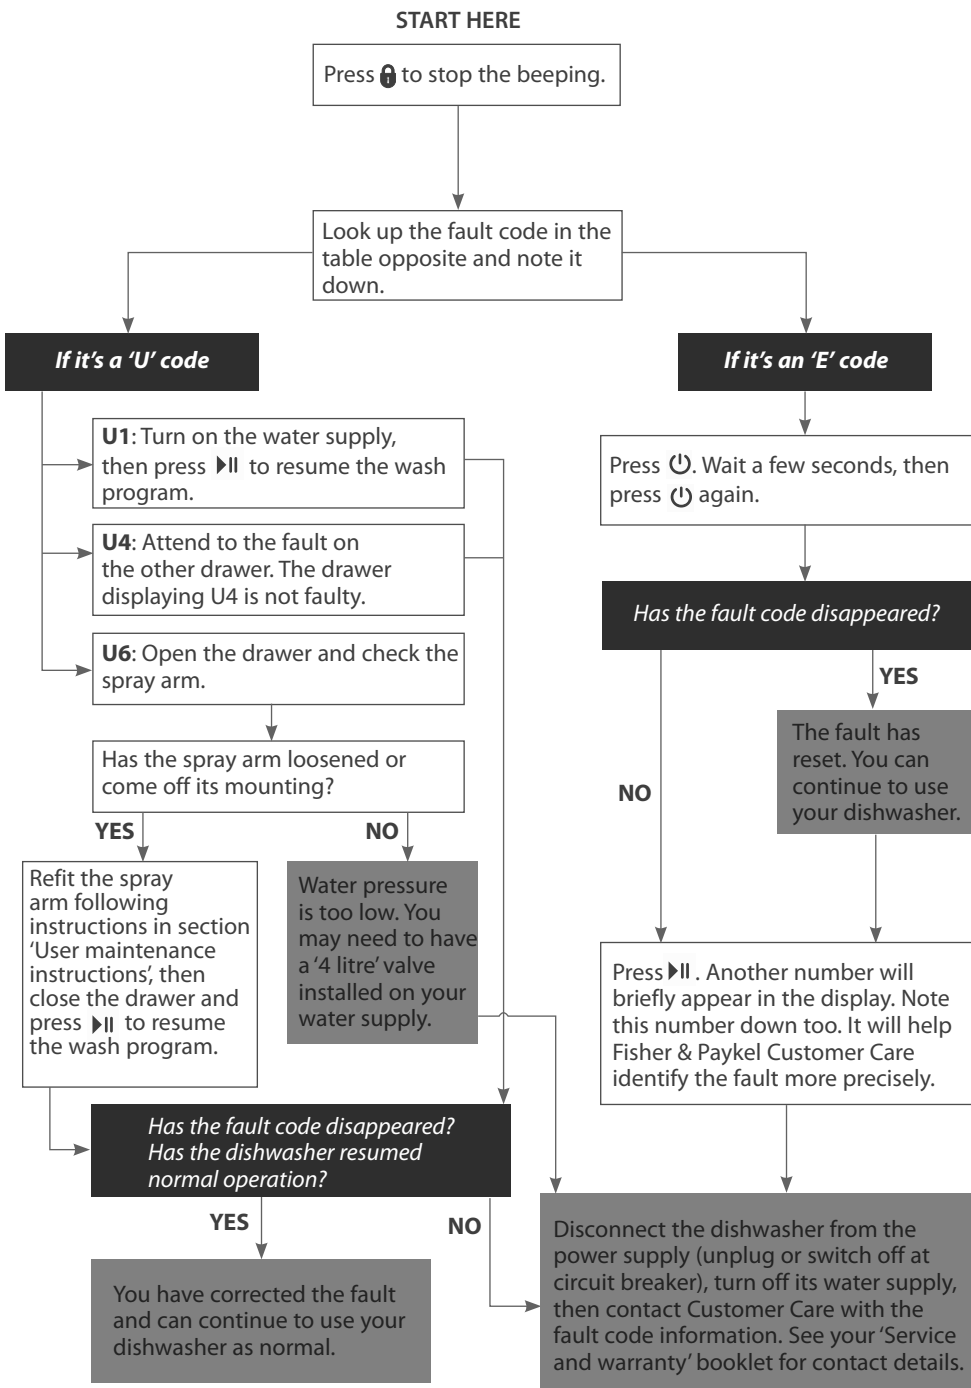 START HERE
Press to stop the beeping.
Look up the fault code in the
table opposite and note it
down.
If it's a ‘U’ code
U1: Turn on the water supply,
then press to resume the wash
program.
U4: Attend to the fault on
the other drawer. The drawer
displaying U4 is not faulty.
U6: Open the drawer and check the
spray arm.
Has the spray arm loosened or
come off its mounting?
YES
NO
Refit the spray
arm following
instructions in section
‘User maintenance
instructions’, then
close the drawer and
press to resume
the wash program.
Water pressure
is too low. You
may need to have
a ‘4 litre’ valve
installed on your
water supply.
Has the fault code disappeared?
Has the dishwasher resumed
normal operation?
YES
NO
You have corrected the fault
and can continue to use your
dishwasher as normal.
If it's an ‘E’ code
Press . Wait a few seconds, then
press again.
Has the fault code disappeared?
YES
NO
The fault has
reset. You can
continue to use
your dishwasher.
Press . Another number will
briefly appear in the display. Note
this number down too. It will help
Fisher & Paykel Customer Care
identify the fault more precisely.
Disconnect the dishwasher from the
power supply (unplug or switch off at
circuit breaker), turn off its water supply,
then contact Customer Care with the
fault code information. See your ‘Service
and warranty’ booklet for contact details.